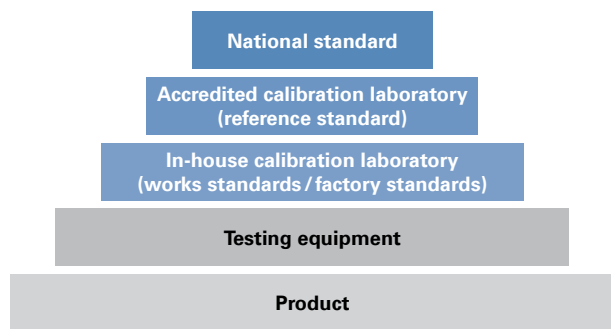 National standard
Accredited calibration laboratory
(reference standard)
In-house calibration laboratory
(works standards / factory standards)
Testing equipment
Product